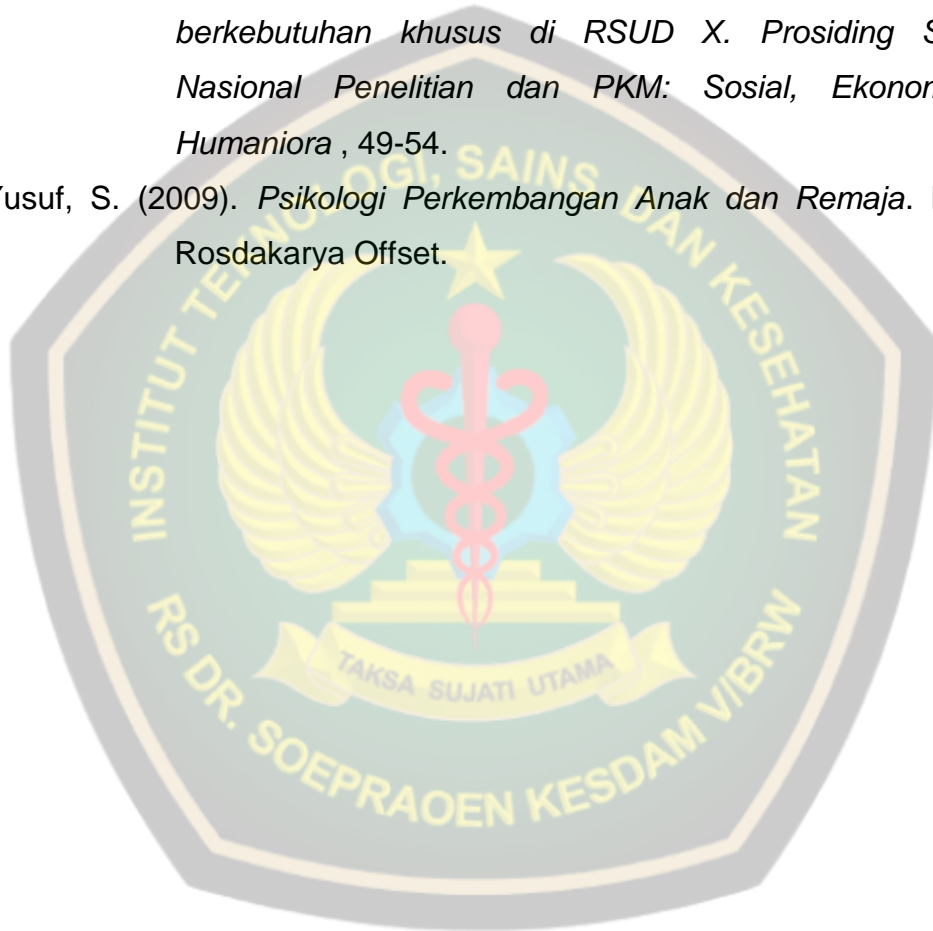 berkebutuhan khusus di RSUD X. Prosiding S
Nasional Penelitian dan PKM: Sosial, Ekonom
Humaniora , 49-54.
Yusuf, S. (2009). Psikologi Perkembangan Anak dan Remaja.
Rosdakarya Offset.
INSTITUT TEKNOLOGI, SAINS, DAN KESEHATAN
TAKSA SUJATI UTAMA
RS DR. SOEPRAOEN KESDAM V/BRW